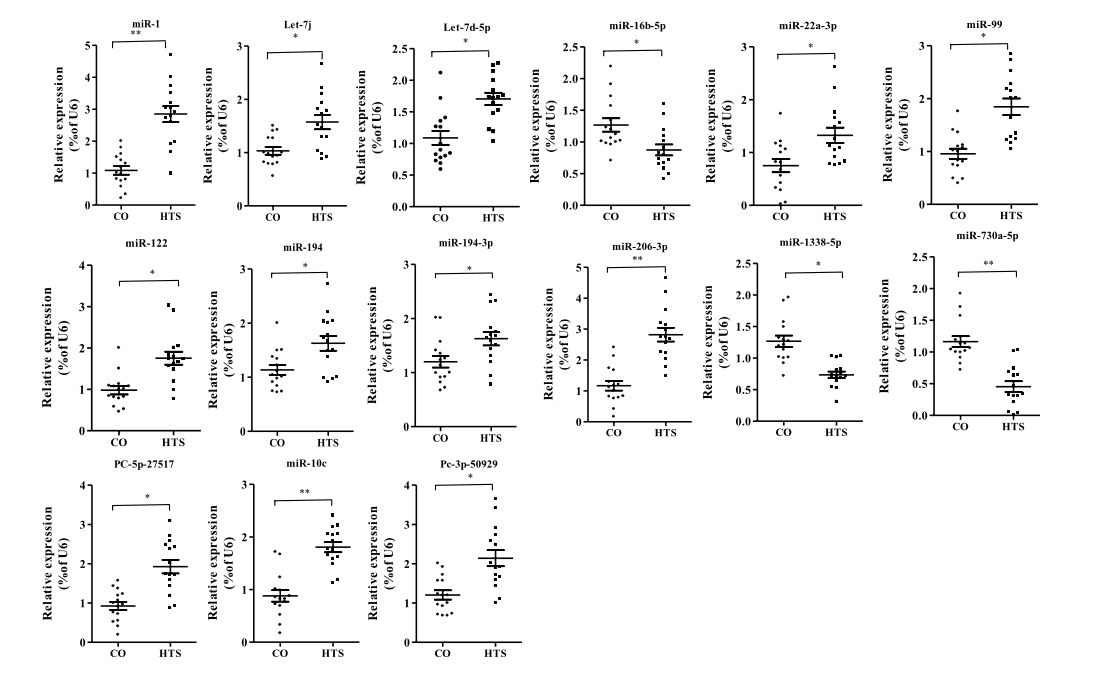 miR-1
**
Relative expression
(%of U6)
5
4
3
2
1
0
CO HTS
Let-7j
*
Relative expression
(%of U6)
3
2
1
0
CO HTS
Let-7d-5p
*
Relative expression
(%of U6)
2.5
2.0
1.5
1.0
0.5
0.0
CO HTS
miR-16b-5p
*
Relative expression
(%of U6)
2.5
2.0
1.5
1.0
0.5
0.0
CO HTS
miR-22a-3p
*
Relative expression
(%of U6)
3
2
1
0
CO HTS
miR-99
*
Relative expression
(%of U6)
3
2
1
0
CO HTS
miR-122
*
Relative expression
(%of U6)
4
3
2
1
0
CO HTS
miR-194
*
Relative expression
(%of U6)
3
2
1
0
CO HTS
miR-194-3p
*
Relative expression
(%of U6)
3
2
1
0
CO HTS
miR-206-3p
**
Relative expression
(%of U6)
5
4
3
2
1
0
CO HTS
miR-1338-5p
*
Relative expression
(%of U6)
2.5
2.0
1.5
1.0
0.5
0.0
CO HTS
miR-730a-5p
**
Relative expression
(%of U6)
2.5
2.0
1.5
1.0
0.5
0.0
CO HTS
PC-5p-27517
*
Relative expression
(%of U6)
4
3
2
1
0
CO HTS
miR-10c
**
Relative expression
(%of U6)
3
2
1
0
CO HTS
Pc-3p-50929
*
Relative expression
(%of U6)
4
3
2
1
0
CO HTS